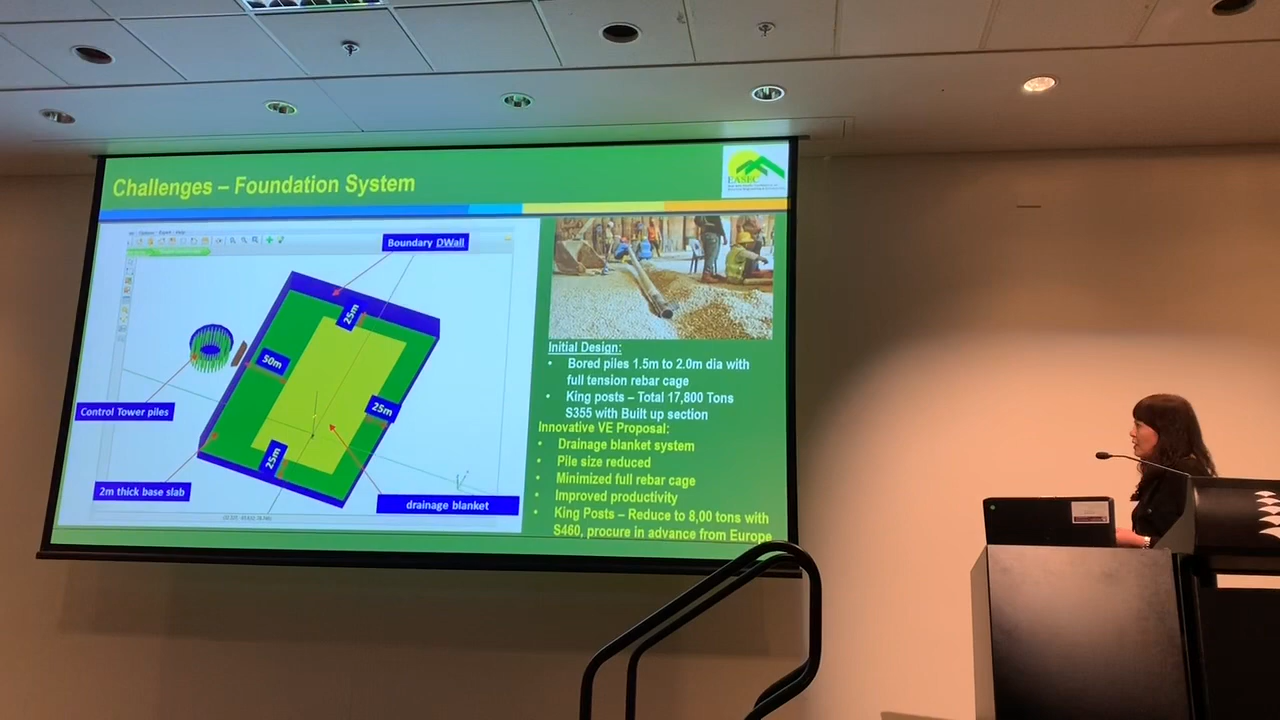 Challenges – Foundation System
EASEC
Boundary DWall
25m
50m
25m
25m
Control Tower piles
2m thick base slab
drainage blanket
Initial Design:
• Bored piles 1.5m to 2.0m dia with
full tension rebar cage
• King posts – Total 17,800 Tons
S355 with Built up section
Innovative VE Proposal:
• Drainage blanket system
• Pile size reduced
• Minimized full rebar cage
• Improved productivity
• King Posts – Reduce to 8,00 tons with
S460, procure in advance from Europe